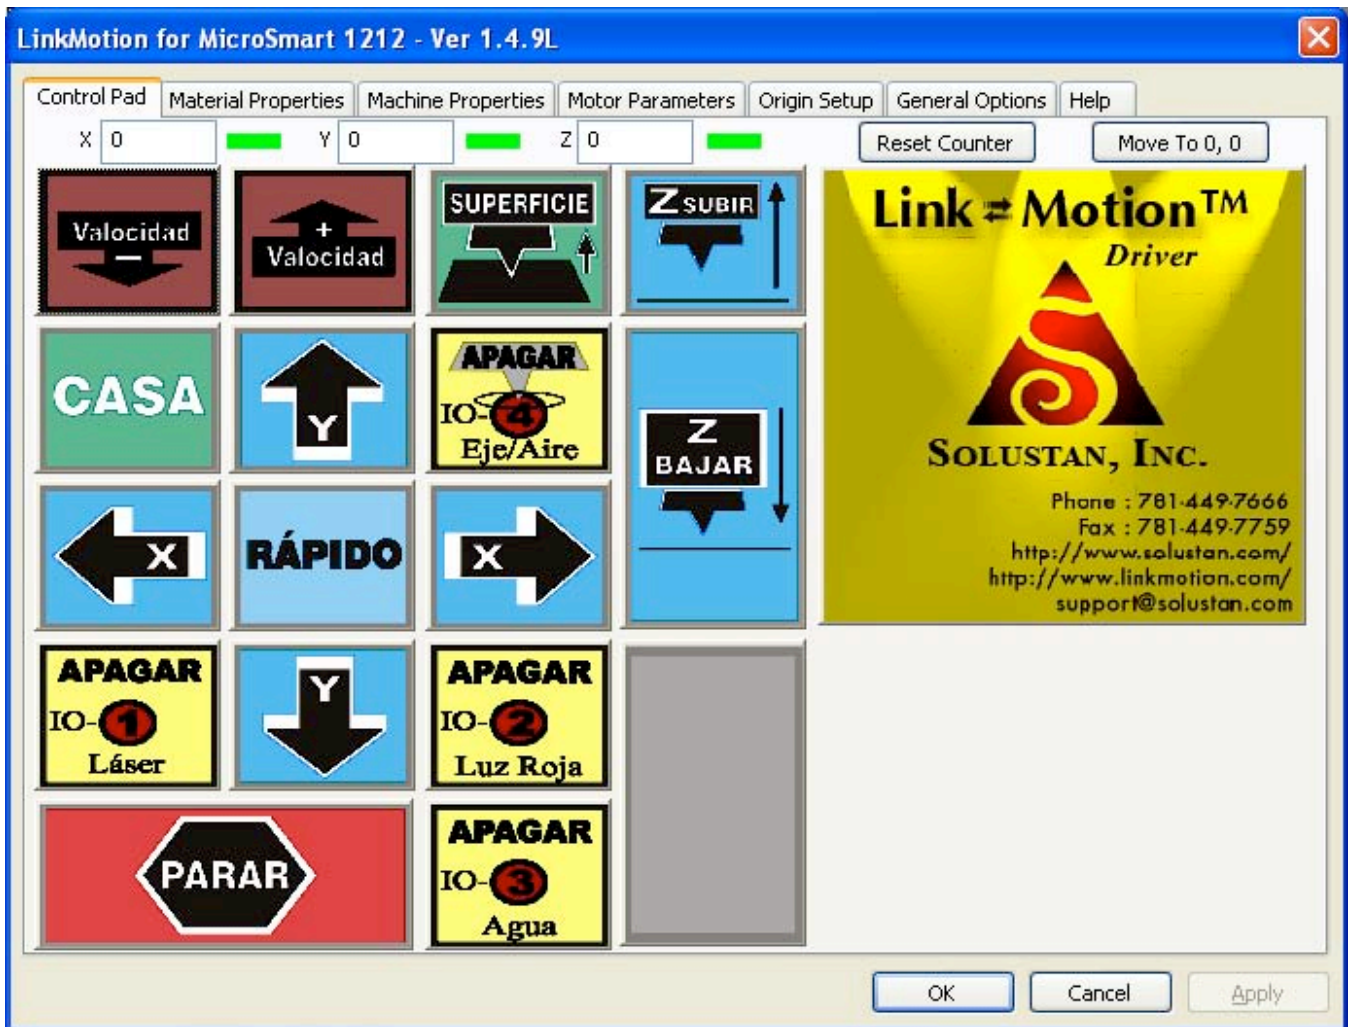 LinkMotion for MicroSmart 1212 - Ver 1.4.9L
Control Pad Material Properties Machine Properties Motor Parameters Origin Setup General Options Help
X 0 Y 0 Z 0 Reset Counter Move To 0, 0
Valocidad
−
+
Valocidad
SUPERFICIE
Z SUBIR
Link ⇄ Motion™
Driver
CASA
Y
APAGAR
IO-4
Eje/Aire
Z
BAJAR
SOLUSTAN, INC.
Phone : 781-449-7666
Fax : 781-449-7759
http://www.solustan.com/
http://www.linkmotion.com/
support@solustan.com
X
RÁPIDO
X
APAGAR
IO-1
Láser
Y
APAGAR
IO-2
Luz Roja
PARAR
APAGAR
IO-3
Agua
OK Cancel Apply